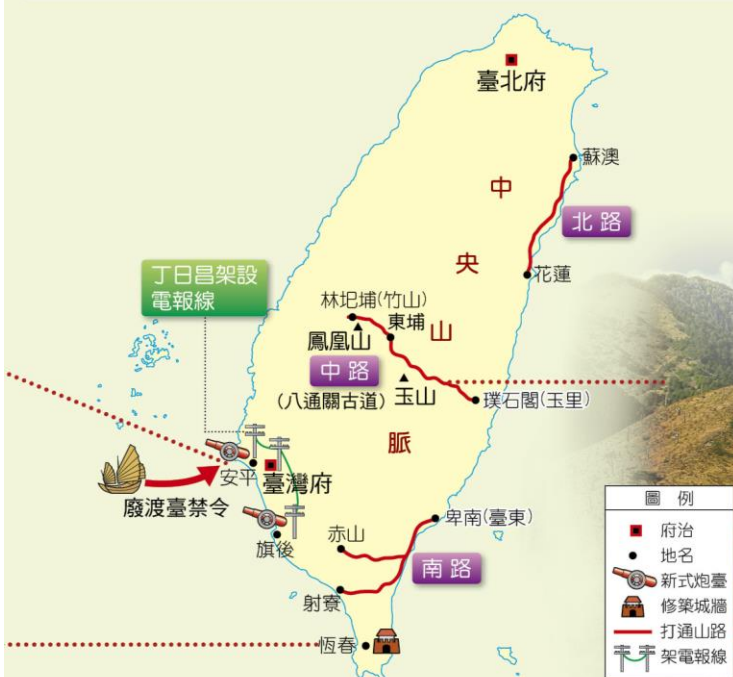 臺北府
蘇澳
中
北路
央
花蓮
丁日昌架設
電報線
林圯埔(竹山)
東埔
山
鳳凰山
中路
玉山
(八通關古道)
璞石閣(玉里)
脈
安平
臺灣府
廢渡臺禁令
旗後
赤山
卑南(臺東)
南路
射寮
恆春
圖例
府治
地名
新式炮臺
修築城牆
打通山路
架電報線